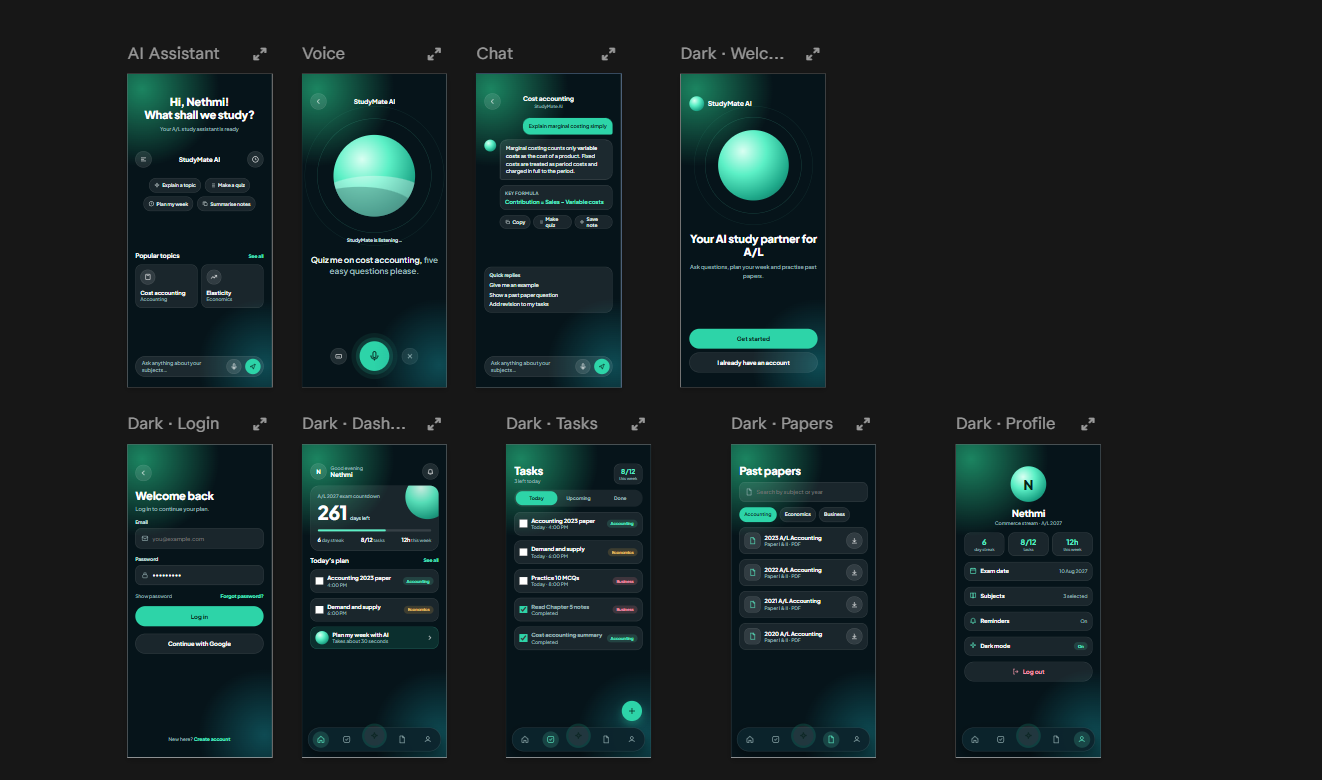 AI Assistant
Hi, Nethmi!
What shall we study?
Your A/L study assistant is ready
StudyMate AI
Explain a topic
Make a quiz
Plan my week
Summarise notes
Popular topics
See all
Cost accounting
Accounting
Elasticity
Economics
Ask anything about your
subjects...
Voice
StudyMate AI
StudyMate is listening...
Quiz me on cost accounting, five
easy questions please.
Chat
Cost accounting
StudyMate AI
Explain marginal costing simply
Marginal costing counts only variable
costs as the cost of a product. Fixed
costs are treated as period costs and
charged in full to the period.
KEY FORMULA
Contribution = Sales − Variable costs
Copy
Make
quiz
Save
note
Quick replies
Give me an example
Show a past paper question
Add revision to my tasks
Ask anything about your
subjects...
Dark · Welc...
StudyMate AI
Your AI study partner for
A/L
Ask questions, plan your week and practise past
papers.
Get started
I already have an account
Dark · Login
Welcome back
Log in to continue your plan.
Email
you@example.com
Password
Show password
Forgot password?
Log in
Continue with Google
New here? Create account
Dark · Dash...
N
Good evening
Nethmi
A/L 2027 exam countdown
261 days left
6 day streak
8/12 tasks
12h this week
Today's plan
See all
Accounting 2023 paper
4:00 PM
Accounting
Demand and supply
6:00 PM
Economics
Plan my week with AI
Takes about 30 seconds
Dark · Tasks
Tasks
3 left today
8/12
this week
Today
Upcoming
Done
Accounting 2023 paper
Today · 4:00 PM
Accounting
Demand and supply
Today · 6:00 PM
Economics
Practice 10 MCQs
Today · 8:00 PM
Business
Read Chapter 5 notes
Completed
Business
Cost accounting summary
Completed
Accounting
Dark · Papers
Past papers
Search by subject or year
Accounting
Economics
Business
2023 A/L Accounting
Paper I & II · PDF
2022 A/L Accounting
Paper I & II · PDF
2021 A/L Accounting
Paper I & II · PDF
2020 A/L Accounting
Paper I & II · PDF
Dark · Profile
N
Nethmi
Commerce stream · A/L 2027
6
day streak
8/12
tasks
12h
this week
Exam date
10 Aug 2027
Subjects
3 selected
Reminders
On
Dark mode
On
Log out